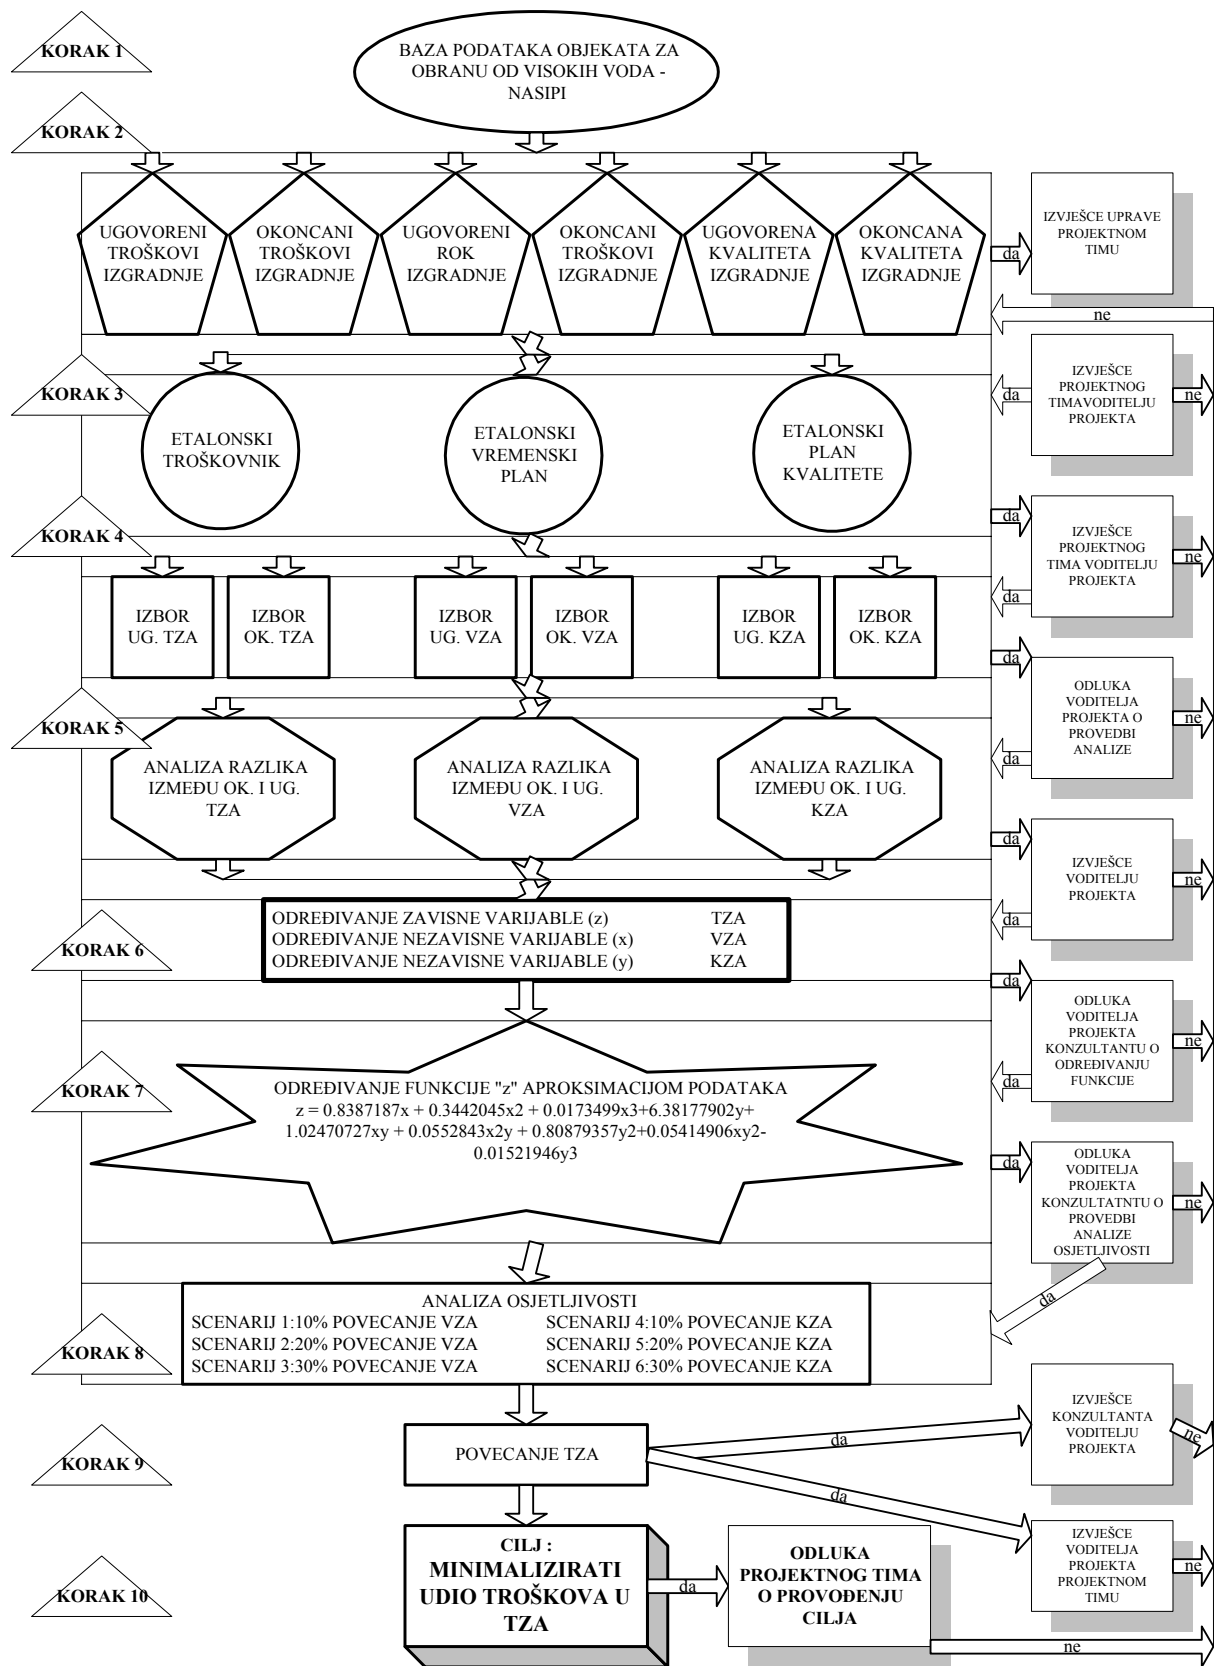 KORAK 1
BAZA PODATAKA OBJEKATA ZA
OBRANU OD VISOKIH VODA -
NASIPI
KORAK 2
UGOVORENI
TROŠKOVI
IZGRADNJE
OKONCANI
TROŠKOVI
IZGRADNJE
UGOVORENI
ROK
IZGRADNJE
OKONCANI
TROŠKOVI
IZGRADNJE
UGOVORENA
KVALITETA
IZGRADNJE
OKONCANA
KVALITETA
IZGRADNJE
da
IZVJEŠCE UPRAVE
PROJEKTNOM
TIMU
ne
KORAK 3
ETALONSKI
TROŠKOVNIK
ETALONSKI
VREMENSKI
PLAN
ETALONSKI
PLAN
KVALITETE
da
IZVJEŠCE
PROJEKTNOG
TIMAVODITELJU
PROJEKTA
ne
KORAK 4
IZBOR
UG. TZA
IZBOR
OK. TZA
IZBOR
UG. VZA
IZBOR
OK. VZA
IZBOR
UG. KZA
IZBOR
OK. KZA
da
IZVJEŠCE
PROJEKTNOG
TIMA VODITELJU
PROJEKTA
ne
da
KORAK 5
ANALIZA RAZLIKA
IZMEĐU OK. I UG.
TZA
ANALIZA RAZLIKA
IZMEĐU OK. I UG.
VZA
ANALIZA RAZLIKA
IZMEĐU OK. I UG.
KZA
da
ODLUKA
VODITELJA
PROJEKTA O
PROVEDBI
ANALIZE
ne
da
da
IZVJEŠCE
VODITELJU
PROJEKTA
ne
da
KORAK 6
ODREĐIVANJE ZAVISNE VARIJABLE (z) TZA
ODREĐIVANJE NEZAVISNE VARIJABLE (x) VZA
ODREĐIVANJE NEZAVISNE VARIJABLE (y) KZA
da
ODLUKA
VODITELJA
PROJEKTA
KONZULTANTU O
ODREĐIVANJU
FUNKCIJE
ne
da
KORAK 7
ODREĐIVANJE FUNKCIJE "z" APROKSIMACIJOM PODATAKA
z = 0.8387187x + 0.3442045x2 + 0.0173499x3+6.38177902y+
1.02470727xy + 0.0552843x2y + 0.80879357y2+0.05414906xy2-
0.01521946y3
da
ODLUKA
VODITELJA
PROJEKTA
KONZULTATNTU O
PROVEDBI
ANALIZE
OSJETLJIVOSTI
ne
da
KORAK 8
ANALIZA OSJETLJIVOSTI
SCENARIJ 1:10% POVECANJE VZA SCENARIJ 4:10% POVECANJE KZA
SCENARIJ 2:20% POVECANJE VZA SCENARIJ 5:20% POVECANJE KZA
SCENARIJ 3:30% POVECANJE VZA SCENARIJ 6:30% POVECANJE KZA
KORAK 9
POVECANJE TZA
da
IZVJEŠCE
KONZULTANTA
VODITELJU
PROJEKTA
ne
da
IZVJEŠCE
VODITELJA
PROJEKTA
PROJEKTNOM
TIMU
ne
KORAK 10
CILJ :
MINIMALIZIRATI
UDIO TROŠKOVA U
TZA
da
ODLUKA
PROJEKTNOG TIMA
O PROVOĐENJU
CILJA
ne